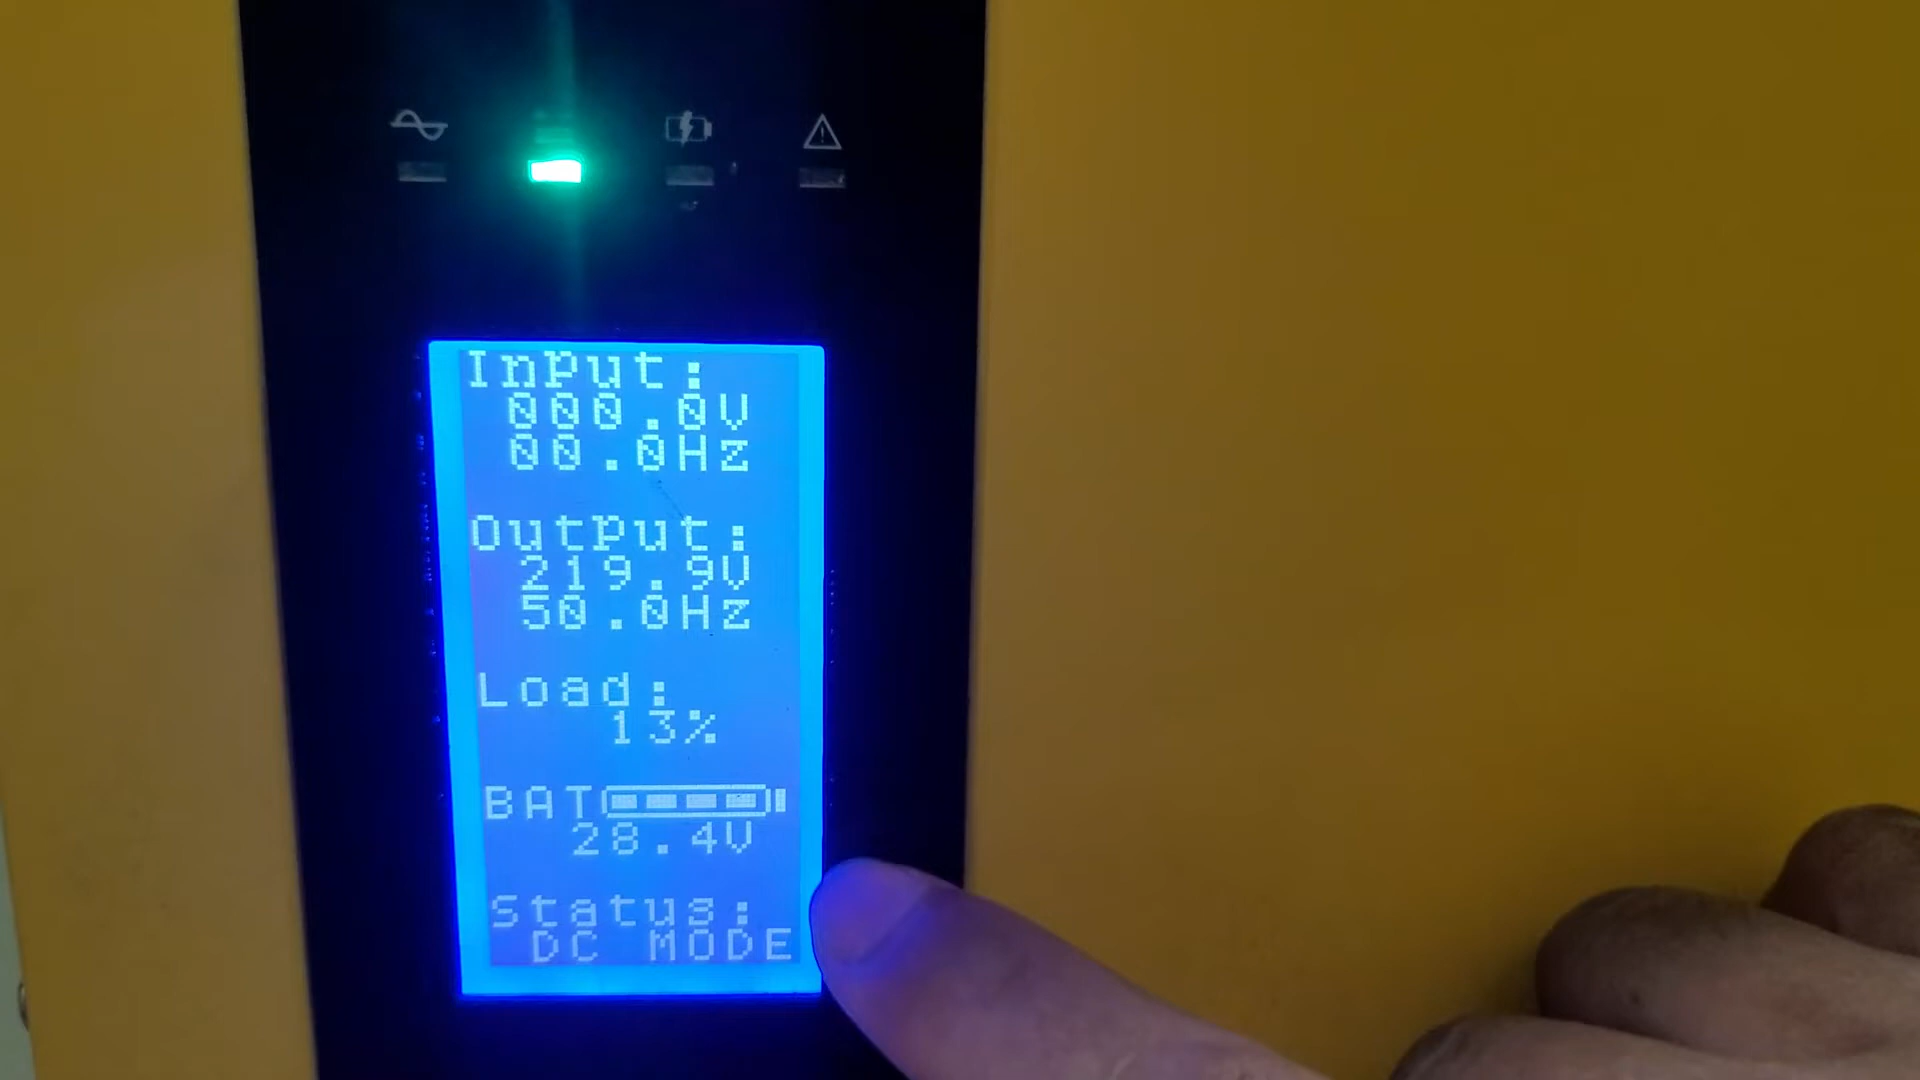 Input:
000.0V
00.0Hz
Output:
219.9V
50.0Hz
Load:
13%
BAT
28.4V
Status:
DC MODE